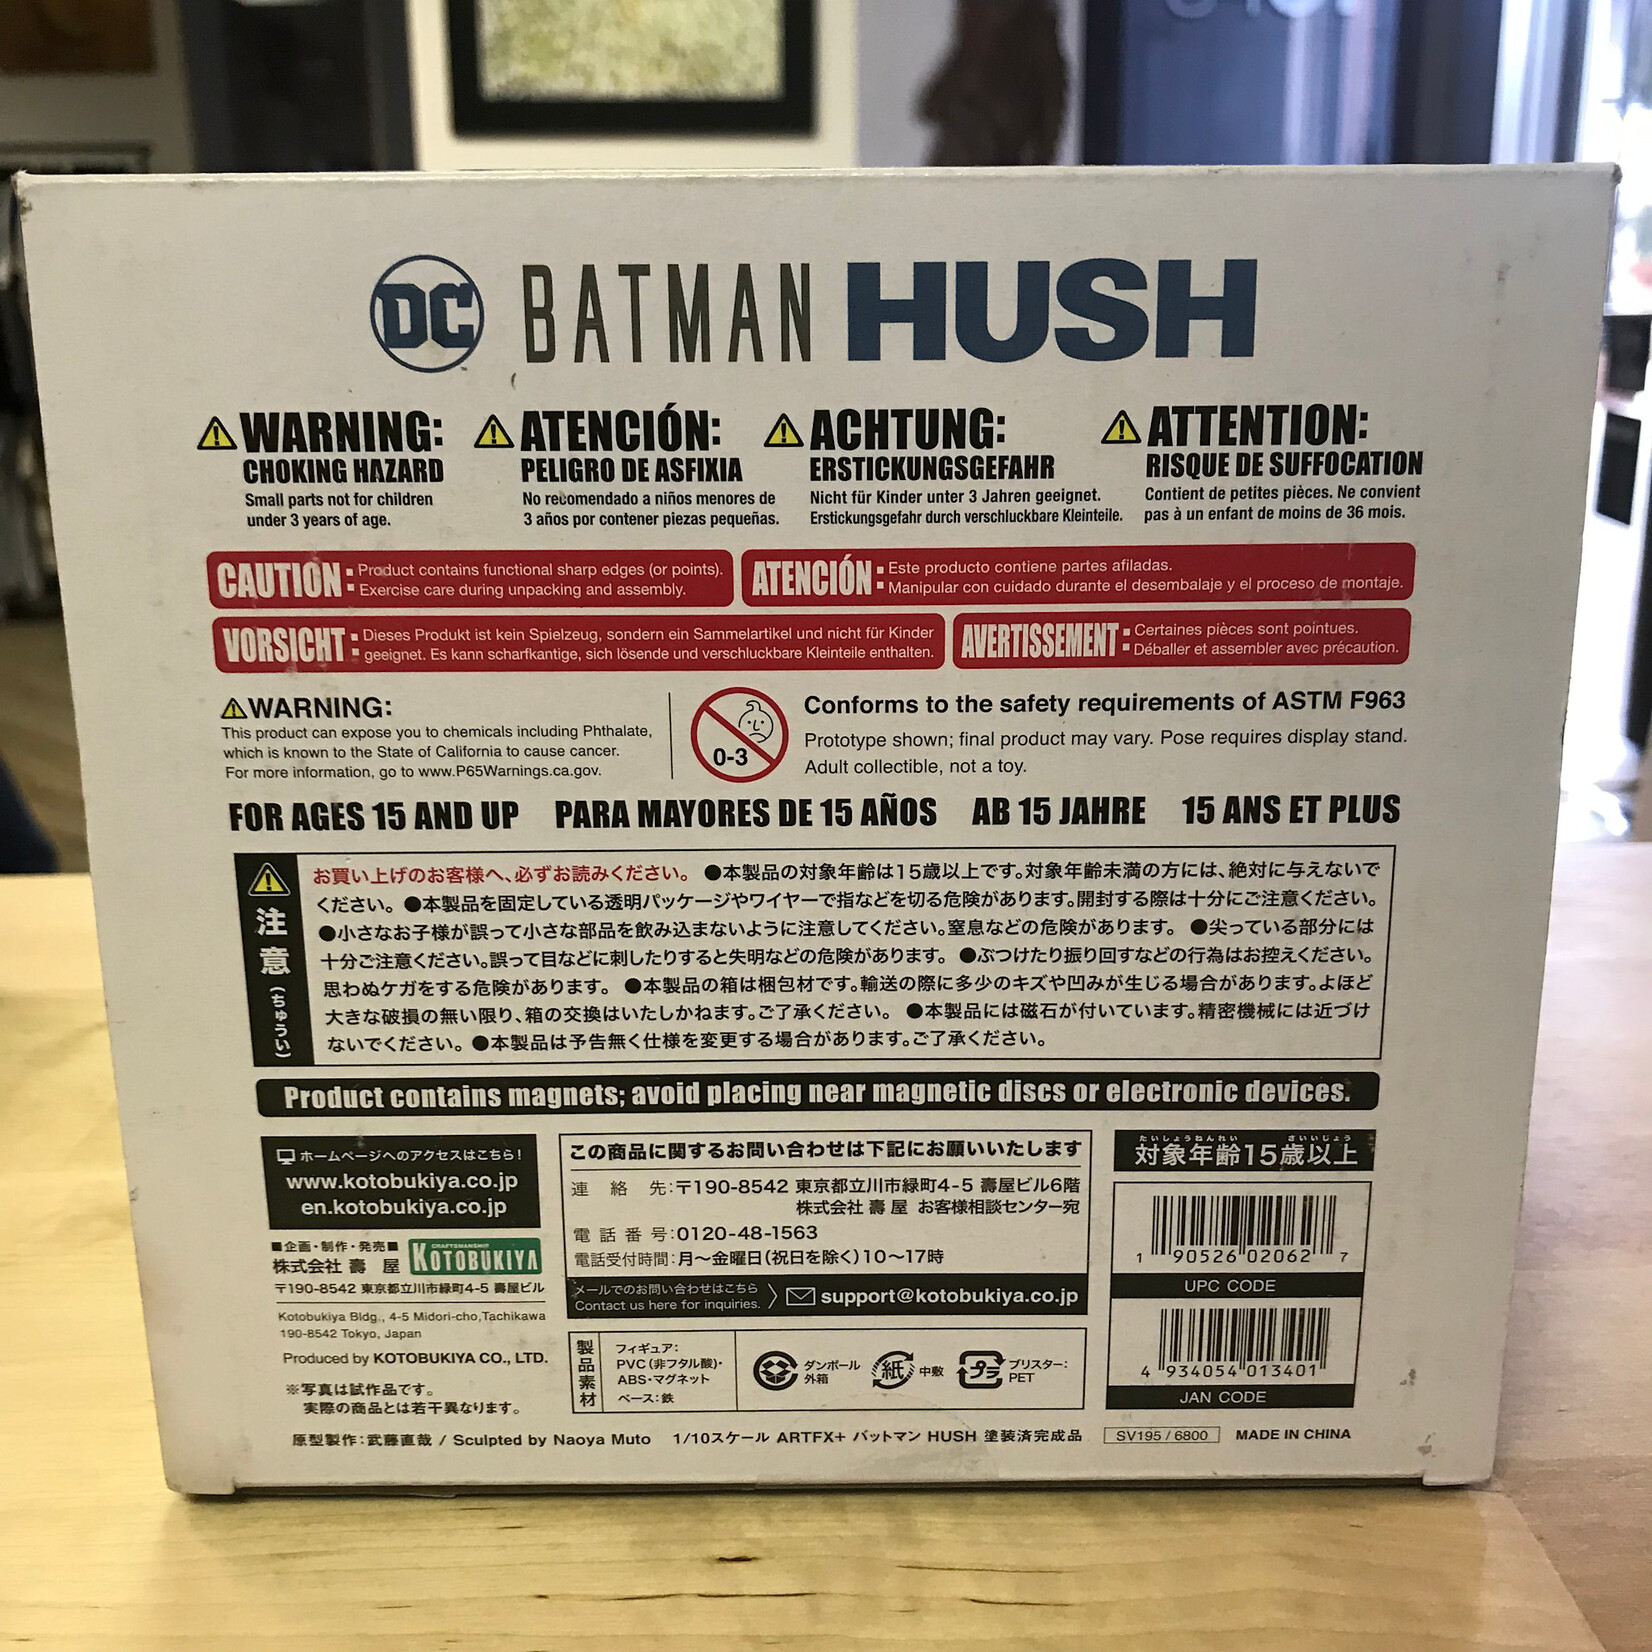 DC BATMAN HUSH
WARNING:
CHOKING HAZARD
Small parts not for children
under 3 years of age.
ATENCIÓN:
PELIGRO DE ASFIXIA
No recomendado a niños menores de
3 años por contener piezas pequeñas.
ACHTUNG:
ERSTICKUNGSGEFAHR
Nicht für Kinder unter 3 Jahren geeignet.
Erstickungsgefahr durch verschluckbare Kleinteile.
ATTENTION:
RISQUE DE SUFFOCATION
Contient de petites pièces. Ne convient
pas à un enfant de moins de 36 mois.
CAUTION: Product contains functional sharp edges (or points).
Exercise care during unpacking and assembly.
ATENCIÓN: Este producto contiene partes afiladas.
Manipular con cuidado durante el desembalaje y el proceso de montaje.
VORSICHT: Dieses Produkt ist kein Spielzeug, sondern ein Sammelartikel und nicht für Kinder
geeignet. Es kann scharfkantige, sich lösende und verschluckbare Kleinteile enthalten.
AVERTISSEMENT: Certaines pièces sont pointues.
Déballer et assembler avec précaution.
WARNING:
This product can expose you to chemicals including Phthalate,
which is known to the State of California to cause cancer.
For more information, go to www.P65Warnings.ca.gov.
0-3
Conforms to the safety requirements of ASTM F963
Prototype shown; final product may vary. Pose requires display stand.
Adult collectible, not a toy.
FOR AGES 15 AND UP PARA MAYORES DE 15 AÑOS AB 15 JAHRE 15 ANS ET PLUS
注意(ちゅうい)
お買い上げのお客様へ、必ずお読みください。 ●本製品の対象年齢は15歳以上です。対象年齢未満の方には、絶対に与えないで
ください。 ●本製品を固定している透明パッケージやワイヤーで指などを切る危険があります。開封する際は十分にご注意ください。
●小さなお子様が誤って小さな部品を飲み込まないように注意してください。窒息などの危険があります。 ●尖っている部分には
十分ご注意ください。誤って目などに刺したりすると失明などの危険があります。 ●ぶつけたり振り回すなどの行為はお控えください。
思わぬケガをする危険があります。 ●本製品の箱は梱包材です。輸送の際に多少のキズや凹みが生じる場合があります。よほど
大きな破損の無い限り、箱の交換はいたしかねます。ご了承ください。 ●本製品には磁石が付いています。精密機械には近づけ
ないでください。 ●本製品は予告無く仕様を変更する場合があります。ご了承ください。
Product contains magnets; avoid placing near magnetic discs or electronic devices.
ホームページへのアクセスはこちら!
www.kotobukiya.co.jp
en.kotobukiya.co.jp
■企画・制作・発売■
株式会社 壽 屋
CRAFTSMANSHIP
KOTOBUKIYA
〒190-8542 東京都立川市緑町4-5 壽屋ビル
Kotobukiya Bldg., 4-5 Midori-cho,Tachikawa
190-8542 Tokyo, Japan
Produced by KOTOBUKIYA CO., LTD.
※写真は試作品です。
実際の商品とは若干異なります。
この商品に関するお問い合わせは下記にお願いいたします
連絡先:〒190-8542 東京都立川市緑町4-5 壽屋ビル6階
株式会社 壽 屋 お客様相談センター宛
電話番号:0120-48-1563
電話受付時間:月〜金曜日(祝日を除く)10〜17時
メールでのお問い合わせはこちら
Contact us here for inquiries.
support@kotobukiya.co.jp
製品素材
フィギュア:
PVC(非フタル酸)・
ABS・マグネット
ベース:鉄
ダンボール
外箱
紙
中敷
プラ
ブリスター:
PET
たいしょうねんれい さいいじょう
対象年齢15歳以上
1 90526 02062 7
UPC CODE
4 934054 013401
JAN CODE
原型製作:武藤直哉 / Sculpted by Naoya Muto 1/10スケール ARTFX+ バットマン HUSH 塗装済完成品 SV195 / 6800 MADE IN CHINA